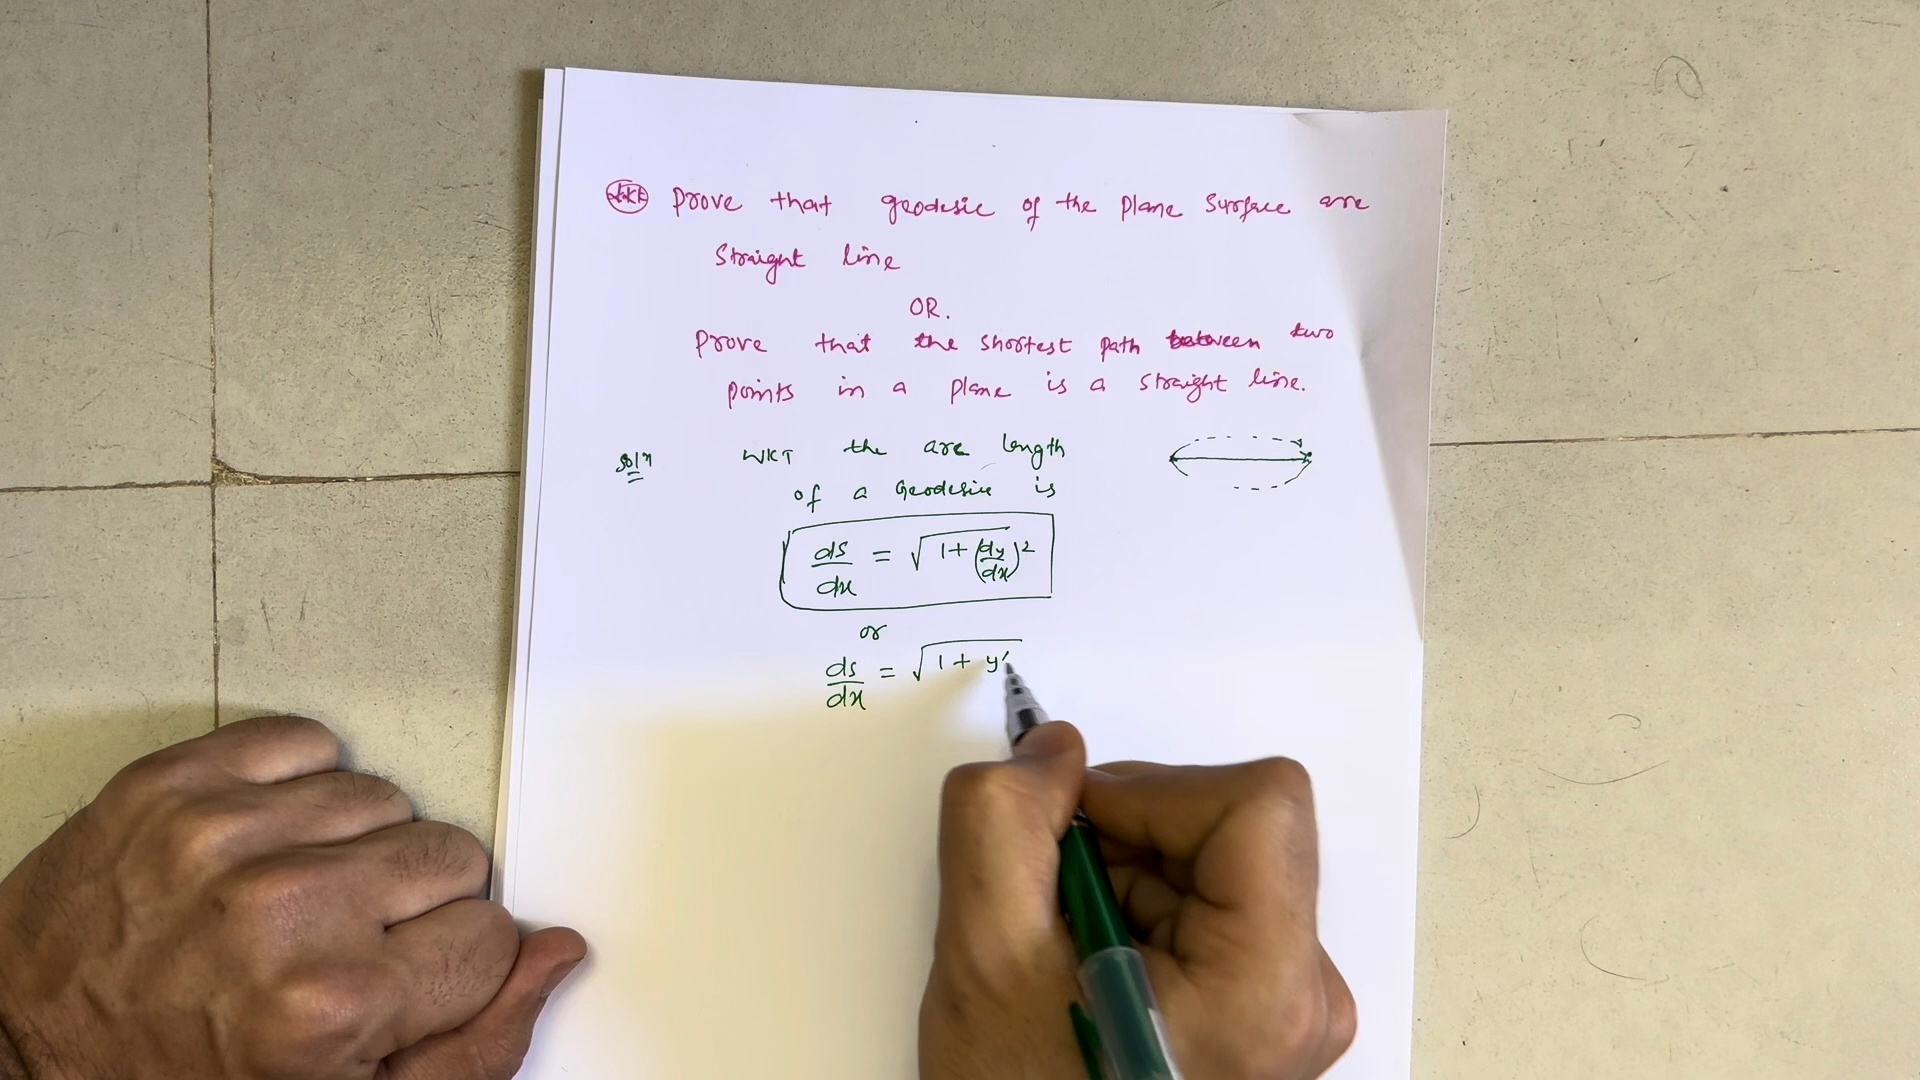 Prove that geodesic of the plane surface are
straight line
OR.
Prove that the shortest path between two
points in a plane is a straight line.
Soln WKT the arc length
of a Geodesic is
ds/dx = √(1+(dy/dx)²)
or
ds/dx = √(1 + y'